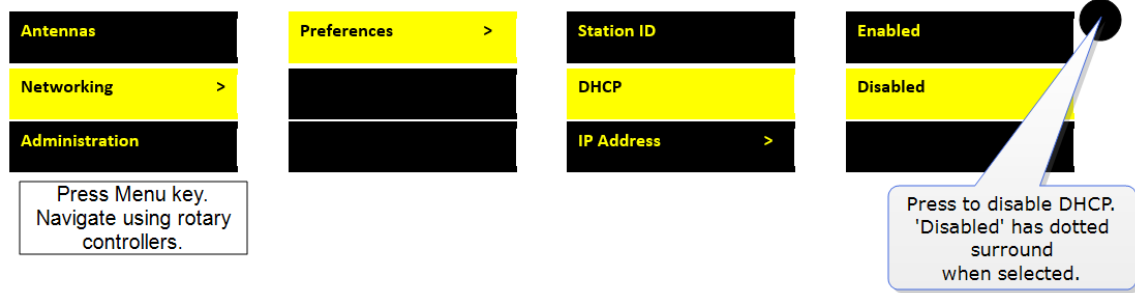 Antennas
Networking >
Administration
Press Menu key.
Navigate using rotary
controllers.
Preferences >
Station ID
DHCP
IP Address >
Enabled
Disabled
Press to disable DHCP.
'Disabled' has dotted
surround
when selected.